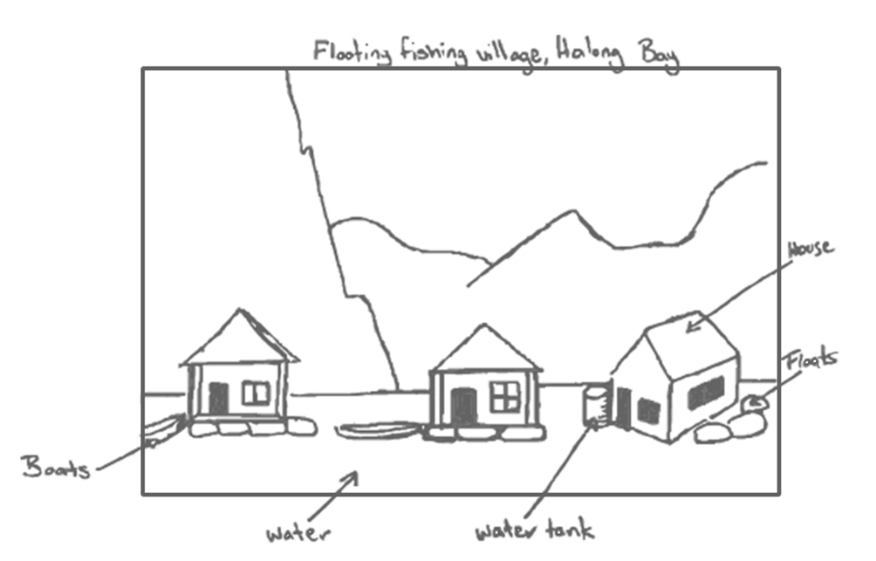 Floating fishing village, Halong Bay
House
Floats
Boats
water
water tank